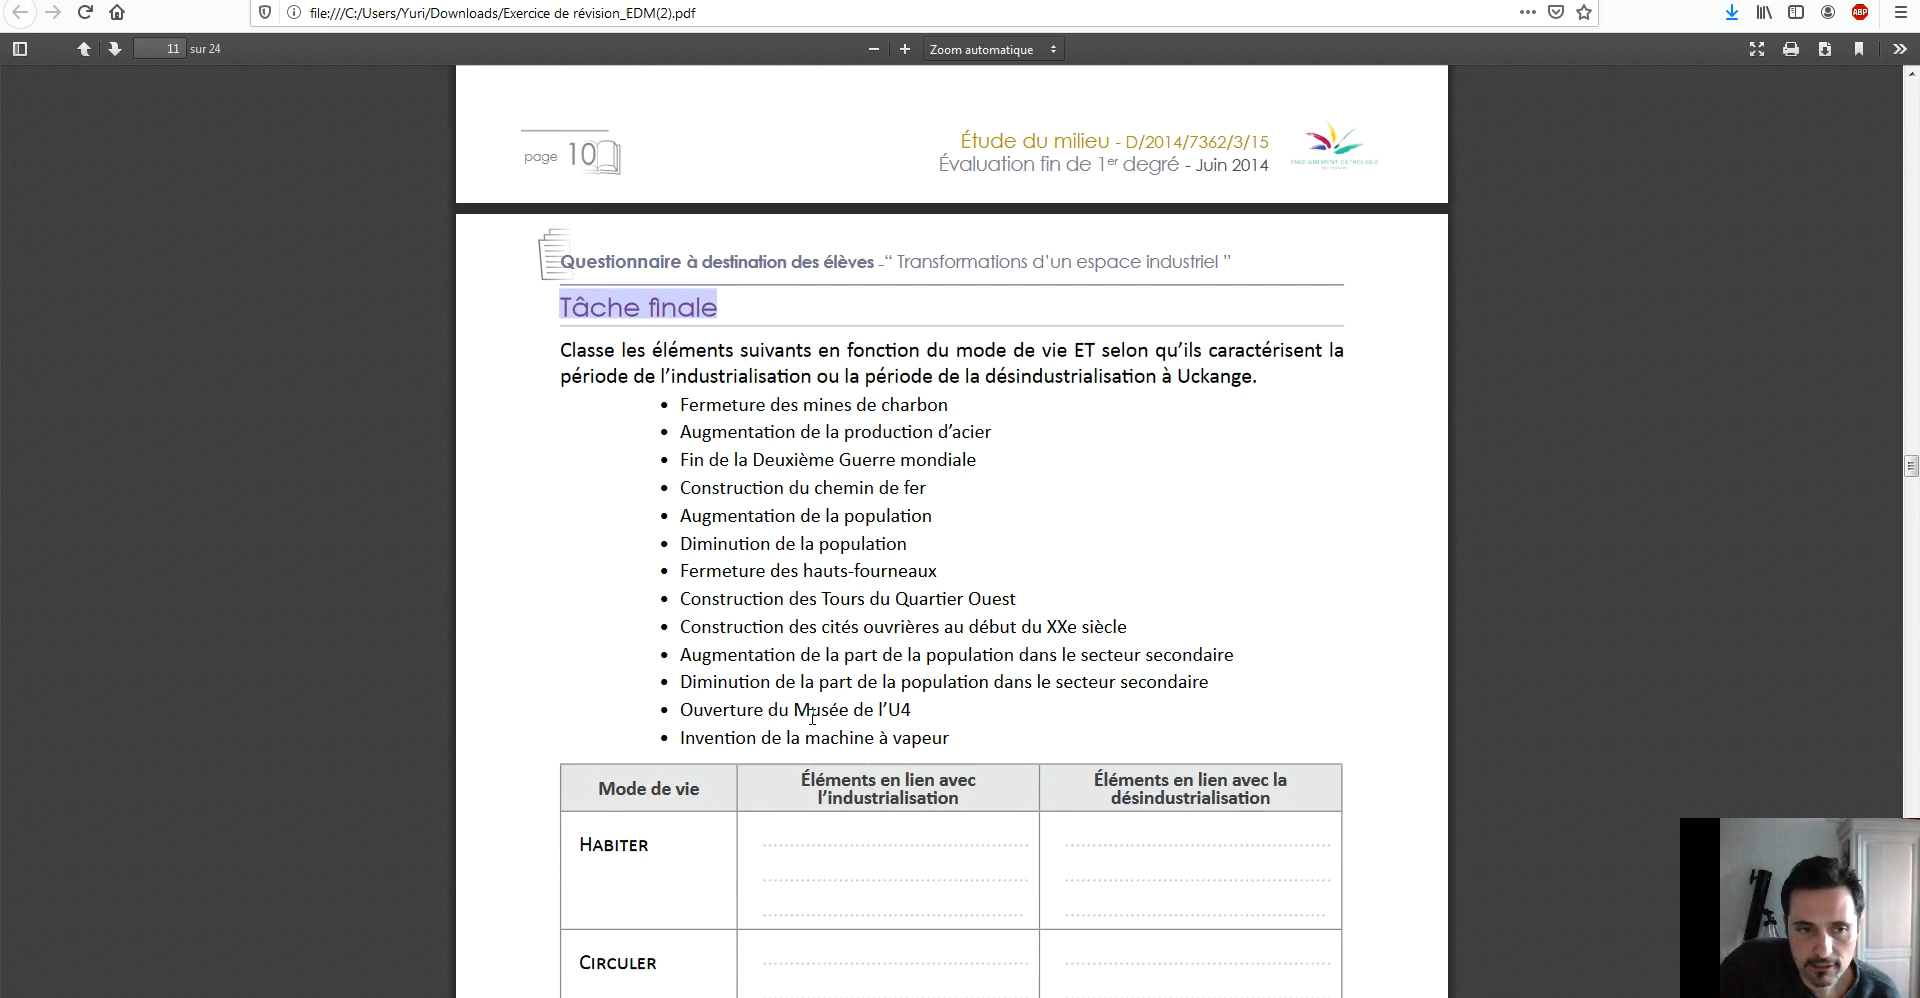 file:///C:/Users/Yuri/Downloads/Exercice de révision_EDM(2).pdf
ABP
11 sur 24
Zoom automatique
page 10
Étude du milieu - D/2014/7362/3/15
Évaluation fin de 1er degré - Juin 2014
ENSEIGNEMENT CATHOLIQUE
Questionnaire à destination des élèves -“ Transformations d’un espace industriel ”
Tâche finale
Classe les éléments suivants en fonction du mode de vie ET selon qu’ils caractérisent la
période de l’industrialisation ou la période de la désindustrialisation à Uckange.
• Fermeture des mines de charbon
• Augmentation de la production d’acier
• Fin de la Deuxième Guerre mondiale
• Construction du chemin de fer
• Augmentation de la population
• Diminution de la population
• Fermeture des hauts-fourneaux
• Construction des Tours du Quartier Ouest
• Construction des cités ouvrières au début du XXe siècle
• Augmentation de la part de la population dans le secteur secondaire
• Diminution de la part de la population dans le secteur secondaire
• Ouverture du Musée de l’U4
• Invention de la machine à vapeur
Mode de vie
Éléments en lien avec
l’industrialisation
Éléments en lien avec la
désindustrialisation
HABITER
CIRCULER